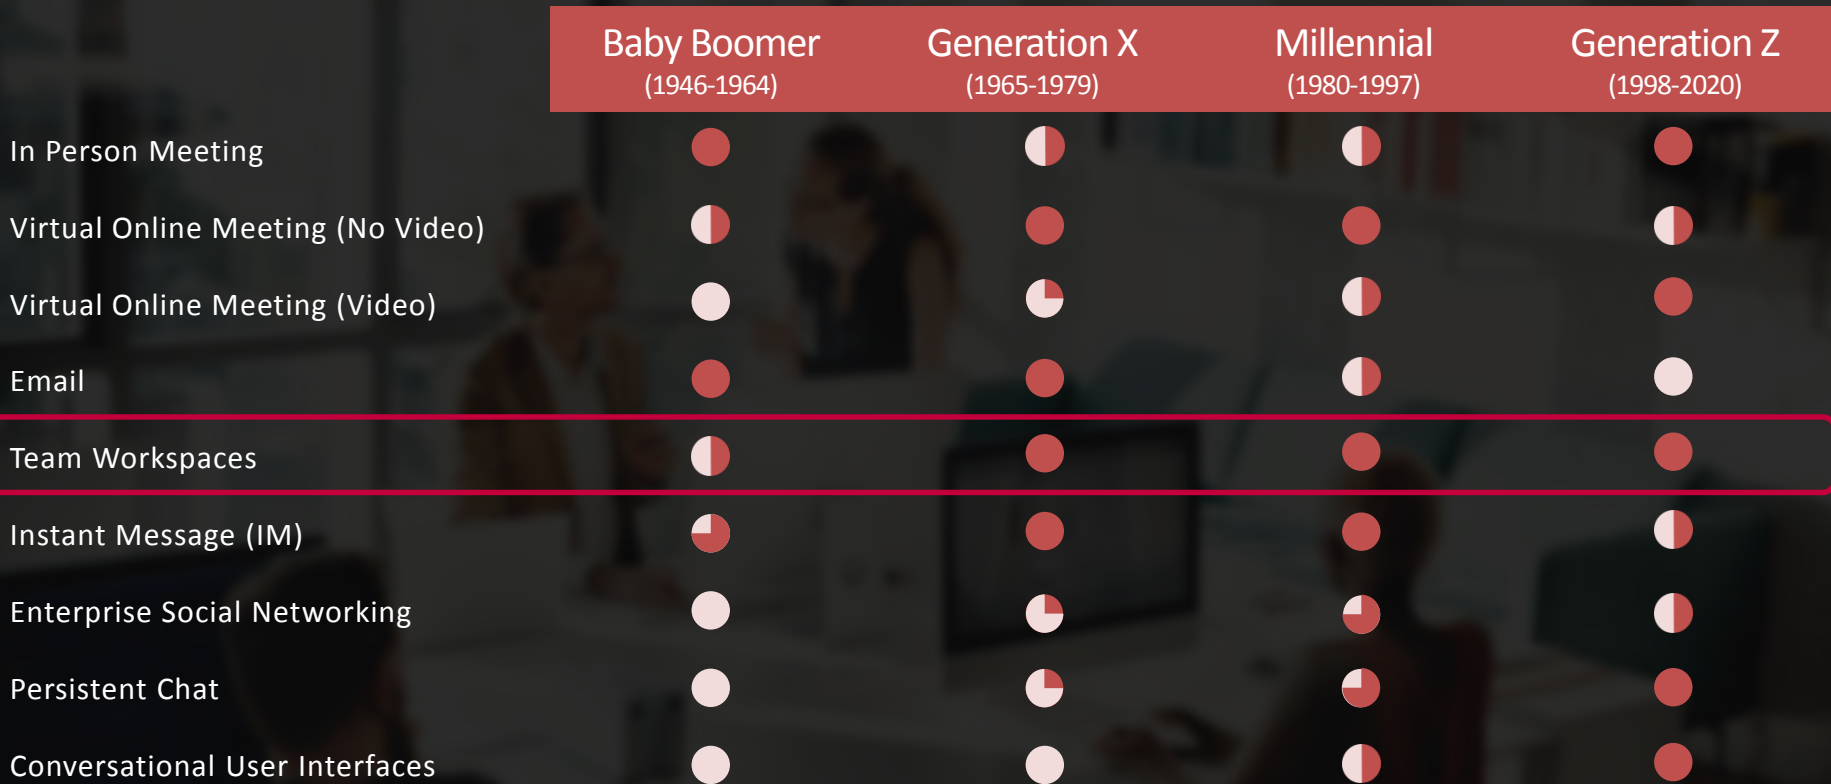 Baby Boomer Generation X Millennial Generation Z
(1946-1964) (1965-1979) (1980-1997) (1998-2020)
In Person Meeting
Virtual Online Meeting (No Video)
Virtual Online Meeting (Video)
Email
Team Workspaces
Instant Message (IM)
Enterprise Social Networking
Persistent Chat
Conversational User Interfaces